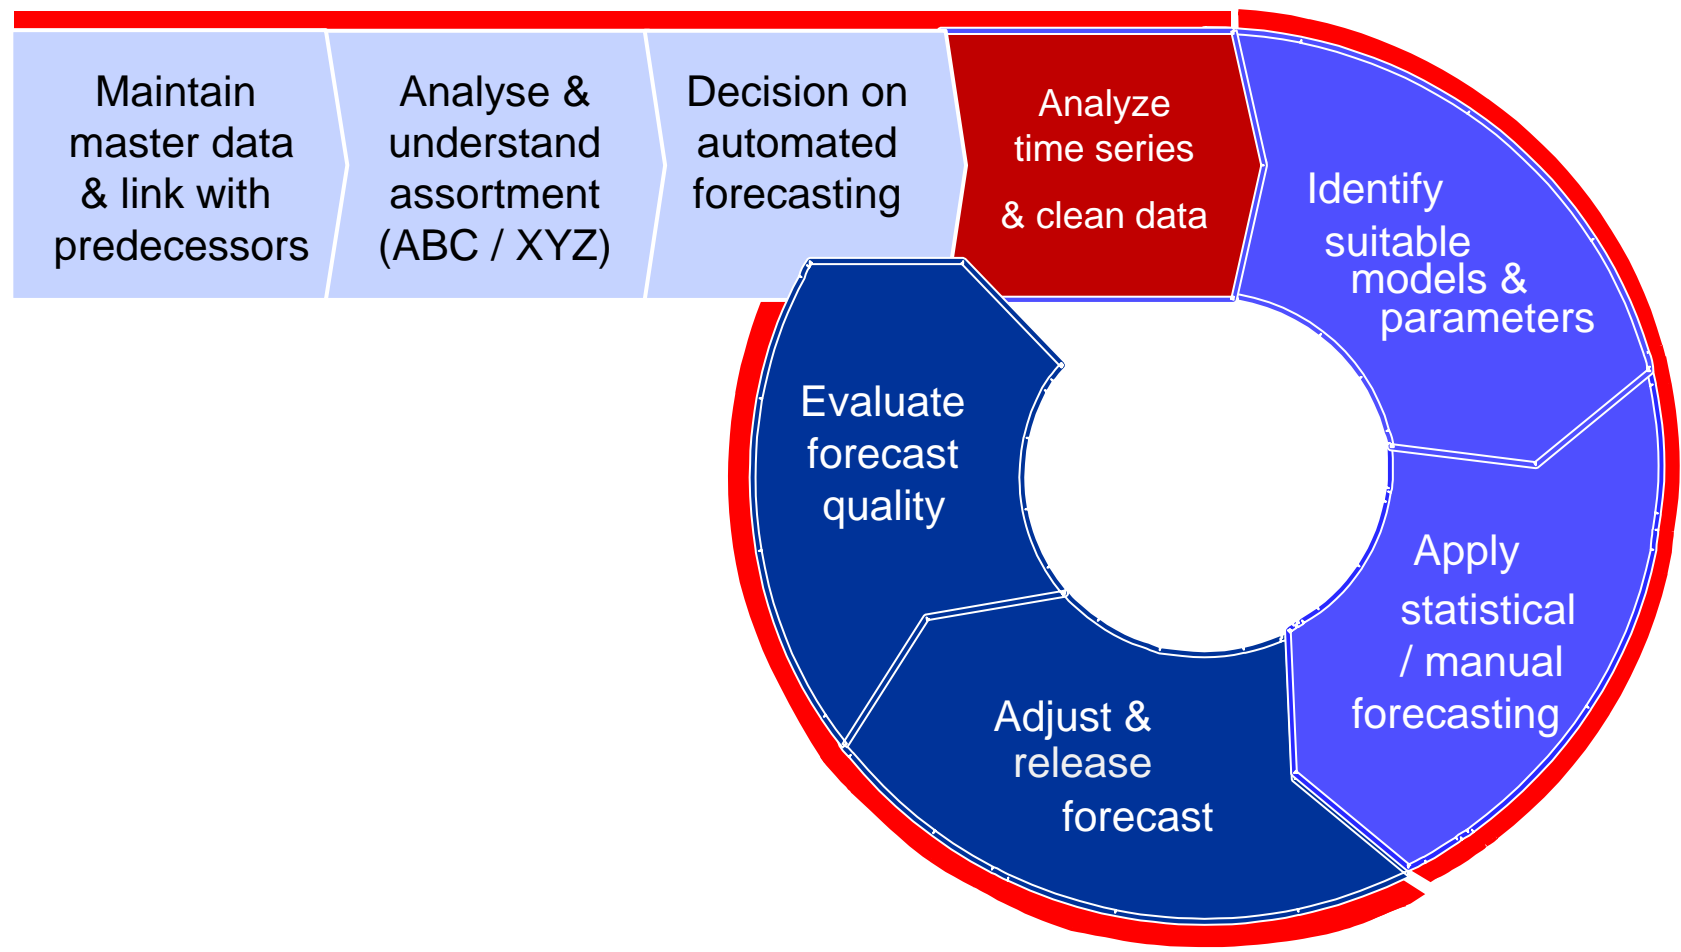 Maintain
master data
& link with
predecessors
Analyse &
understand
assortment
(ABC / XYZ)
Decision on
automated
forecasting
Analyze
time series
& clean data
Identify
suitable
models &
parameters
Apply
statistical
/ manual
forecasting
Adjust &
release
forecast
Evaluate
forecast
quality